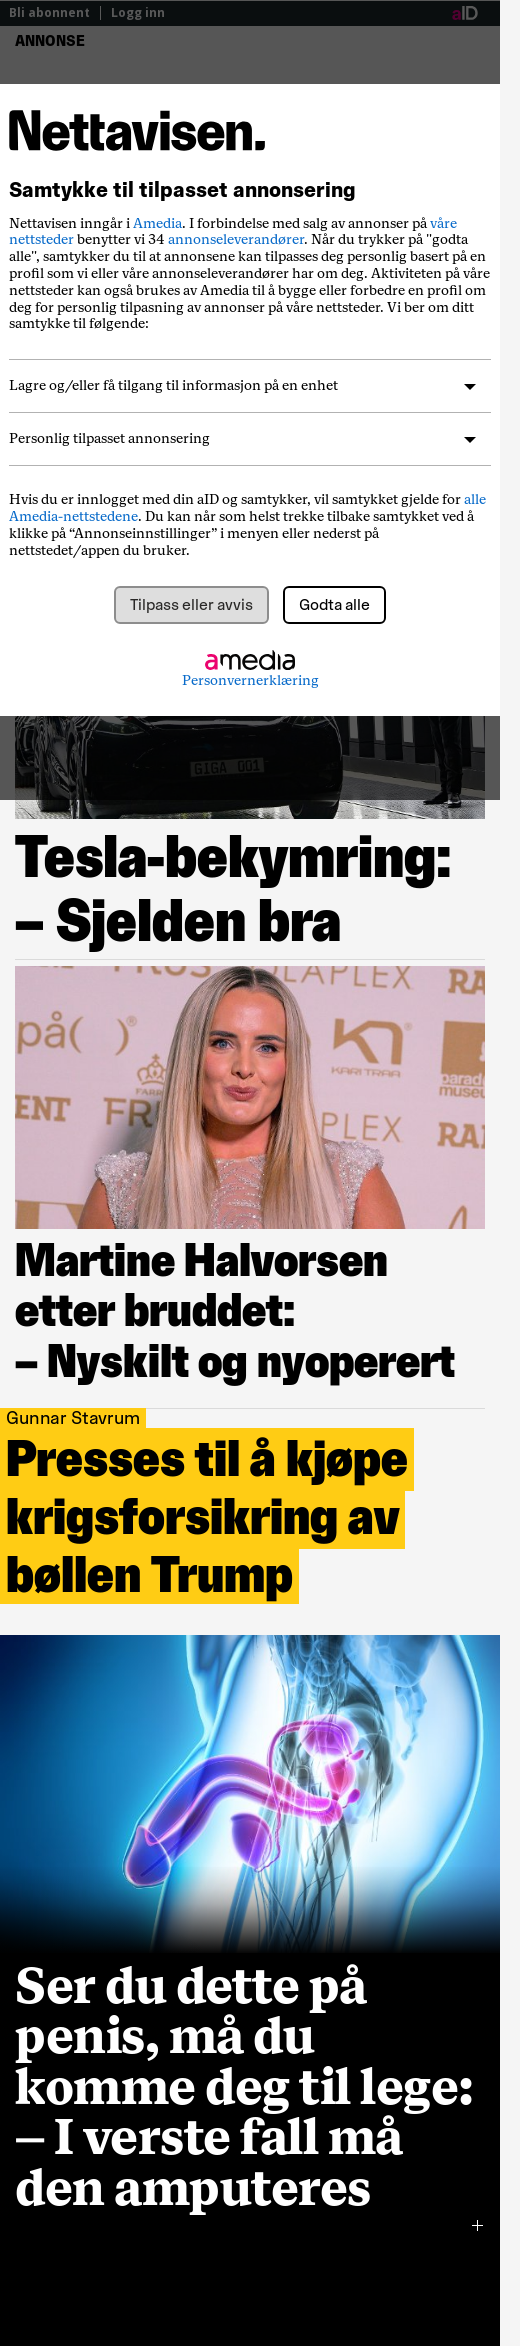 Bli abonnent | Logg inn
aID
ANNONSE
Nettavisen.
Samtykke til tilpasset annonsering
Nettavisen inngår i Amedia. I forbindelse med salg av annonser på våre
nettsteder benytter vi 34 annonseleverandører. Når du trykker på "godta
alle", samtykker du til at annonsene kan tilpasses deg personlig basert på en
profil som vi eller våre annonseleverandører har om deg. Aktiviteten på våre
nettsteder kan også brukes av Amedia til å bygge eller forbedre en profil om
deg for personlig tilpasning av annonser på våre nettsteder. Vi ber om ditt
samtykke til følgende:
Lagre og/eller få tilgang til informasjon på en enhet
Personlig tilpasset annonsering
Hvis du er innlogget med din aID og samtykker, vil samtykket gjelde for alle
Amedia-nettstedene. Du kan når som helst trekke tilbake samtykket ved å
klikke på “Annonseinnstillinger” i menyen eller nederst på
nettstedet/appen du bruker.
Tilpass eller avvis
Godta alle
amedia
Personvernerklæring
GIGA 001
Tesla-bekymring:
– Sjelden bra
på( )®
KARI TRAA
Martine Halvorsen
etter bruddet:
– Nyskilt og nyoperert
Gunnar Stavrum
Presses til å kjøpe
krigsforsikring av
bøllen Trump
Ser du dette på
penis, må du
komme deg til lege:
– I verste fall må
den amputeres